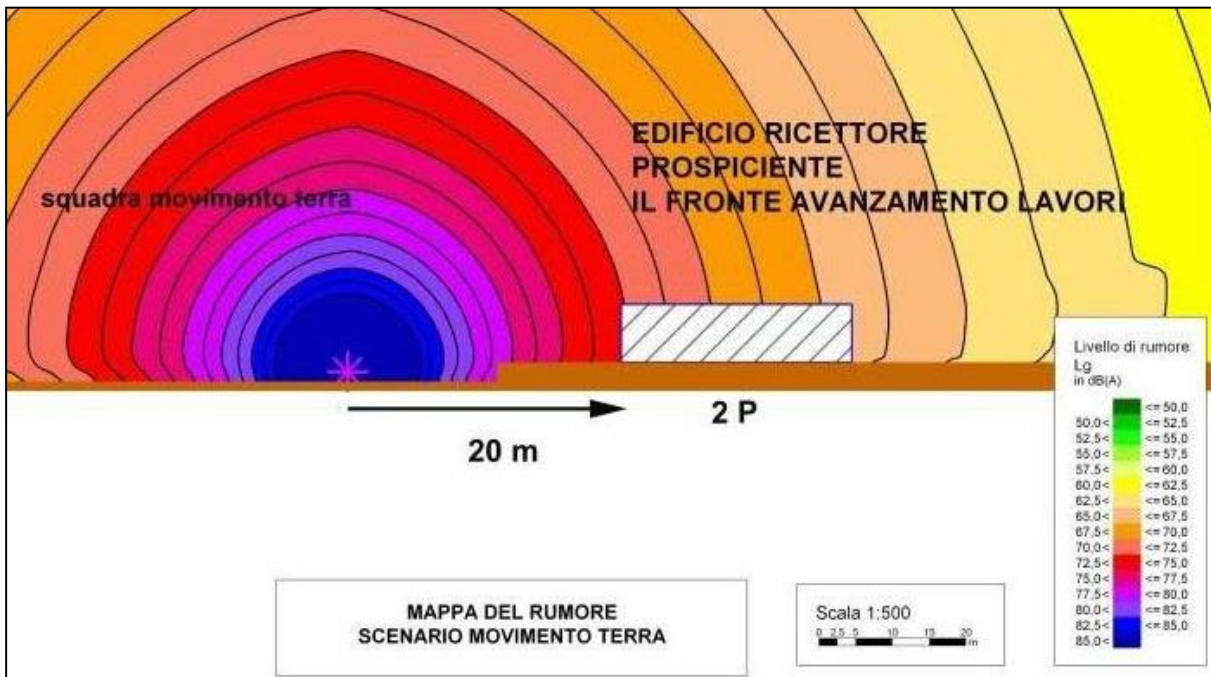 EDIFICIO RICETTORE
PROSPICIENTE
IL FRONTE AVANZAMENTO LAVORI
squadra movimento terra
20 m
2 P
MAPPA DEL RUMORE
SCENARIO MOVIMENTO TERRA
Scala 1:500
0 2,5 5 10 15 20
m
Livello di rumore
Lg
in dB(A)
<= 50,0
50,0< <= 52,5
52,5< <= 55,0
55,0< <= 57,5
57,5< <= 60,0
60,0< <= 62,5
62,5< <= 65,0
65,0< <= 67,5
67,5< <= 70,0
70,0< <= 72,5
72,5< <= 75,0
75,0< <= 77,5
77,5< <= 80,0
80,0< <= 82,5
82,5< <= 85,0
85,0<